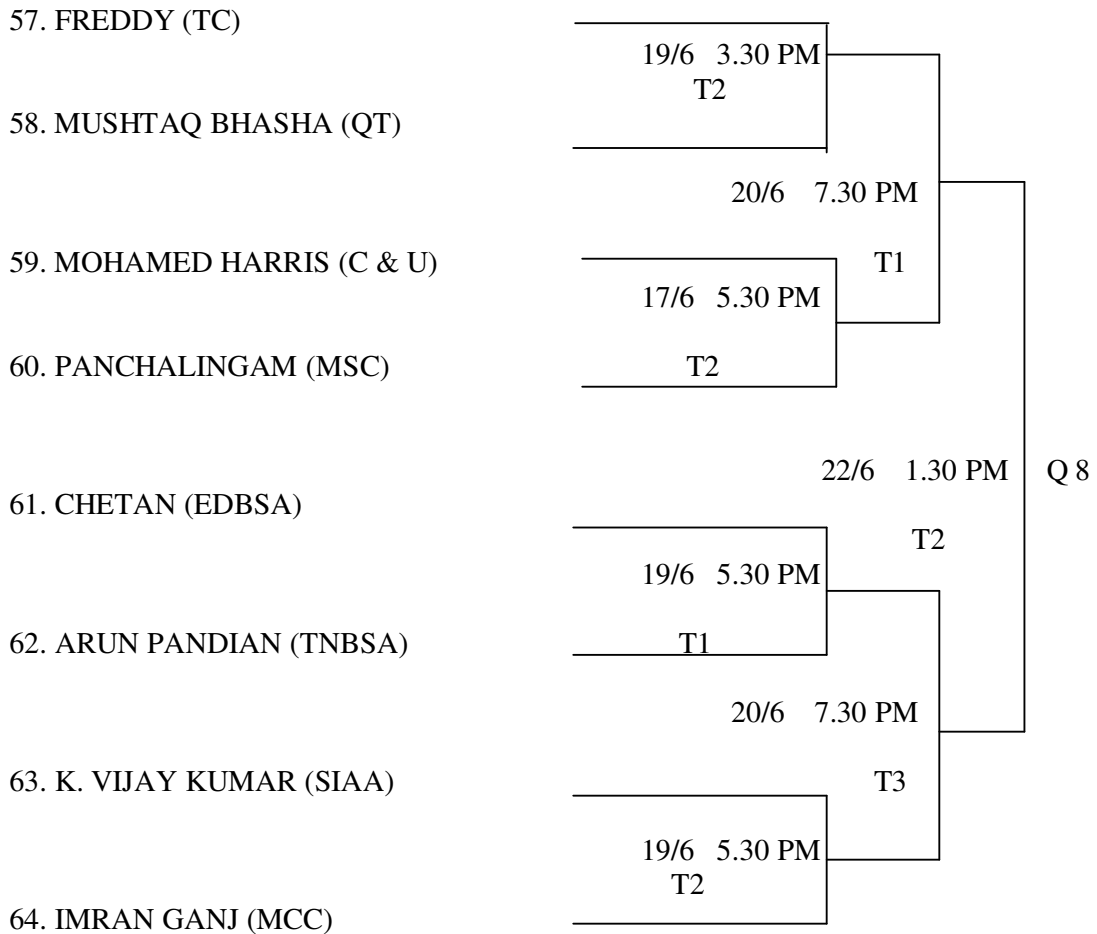 57. FREDDY (TC)
19/6 3.30 PM
T2
58. MUSHTAQ BHASHA (QT)
20/6 7.30 PM
59. MOHAMED HARRIS (C & U)
T1
17/6 5.30 PM
60. PANCHALINGAM (MSC)
T2
22/6 1.30 PM
Q 8
61. CHETAN (EDBSA)
T2
19/6 5.30 PM
62. ARUN PANDIAN (TNBSA)
T1
20/6 7.30 PM
63. K. VIJAY KUMAR (SIAA)
T3
19/6 5.30 PM
T2
64. IMRAN GANJ (MCC)